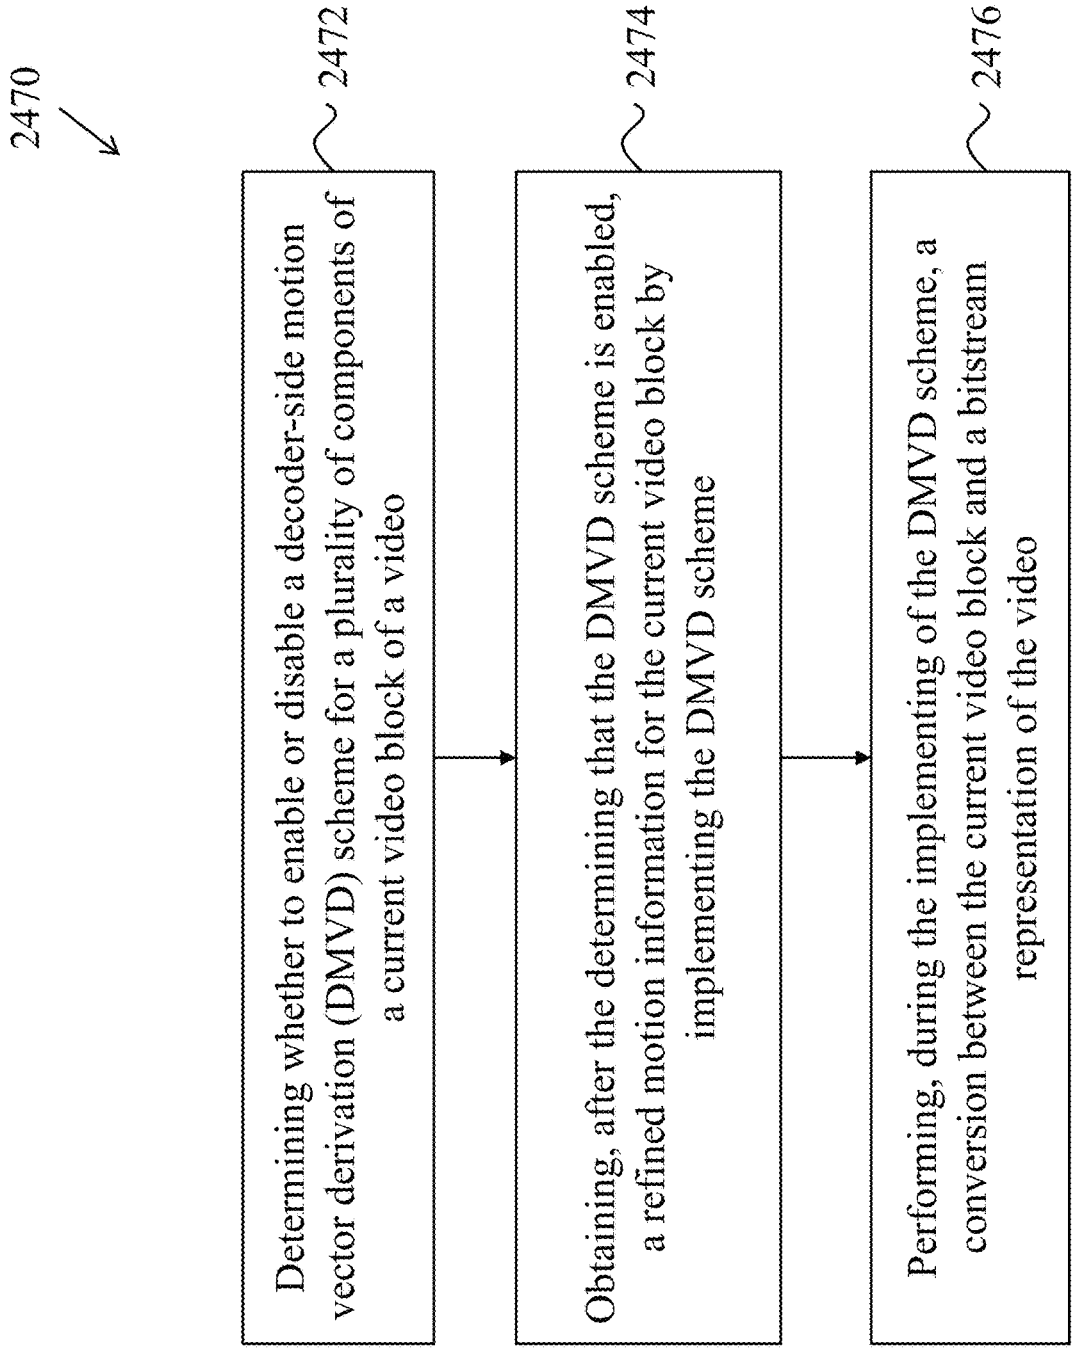 2470
Determining whether to enable or disable a decoder-side motion
vector derivation (DMVD) scheme for a plurality of components of
a current video block of a video
2472
Obtaining, after the determining that the DMVD scheme is enabled,
a refined motion information for the current video block by
implementing the DMVD scheme
2474
Performing, during the implementing of the DMVD scheme, a
conversion between the current video block and a bitstream
representation of the video
2476